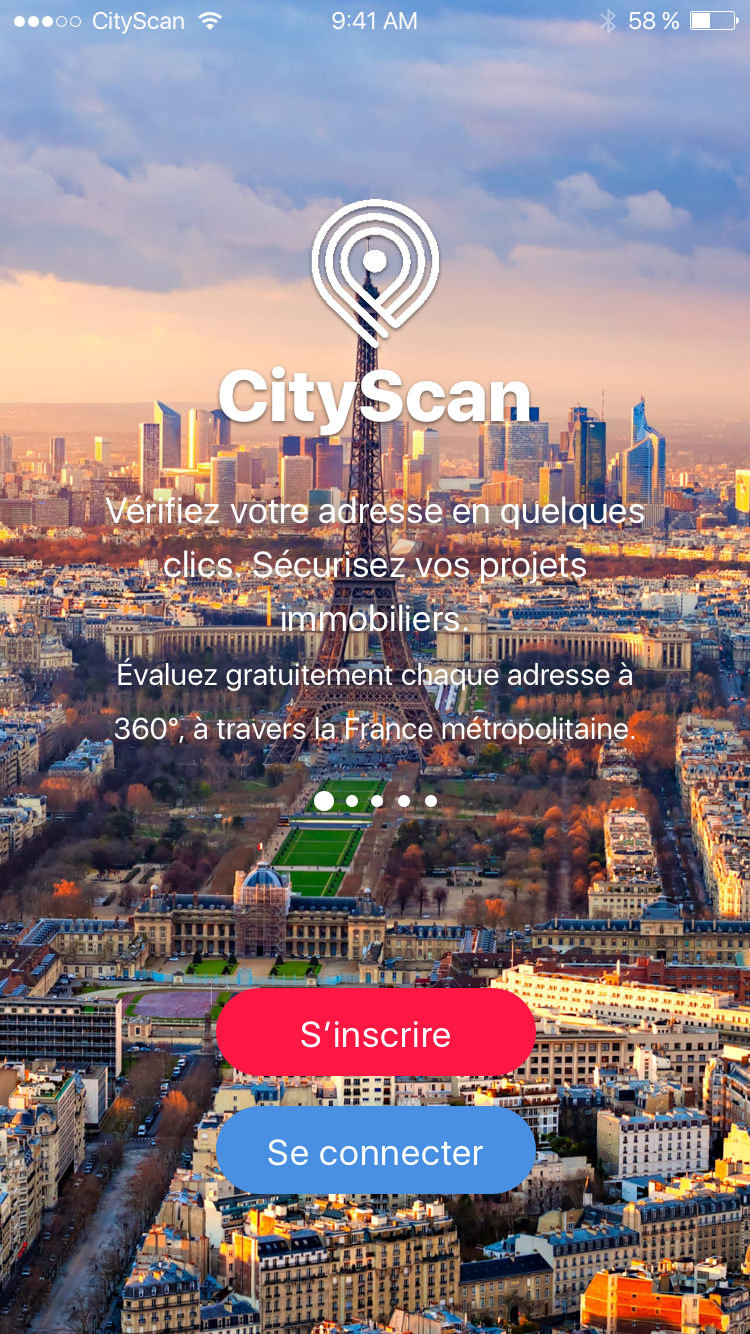 CityScan 9:41 AM 58 %
CityScan
Vérifiez votre adresse en quelques
clics. Sécurisez vos projets
immobiliers.
Évaluez gratuitement chaque adresse à
360°, à travers la France métropolitaine.
S’inscrire
Se connecter